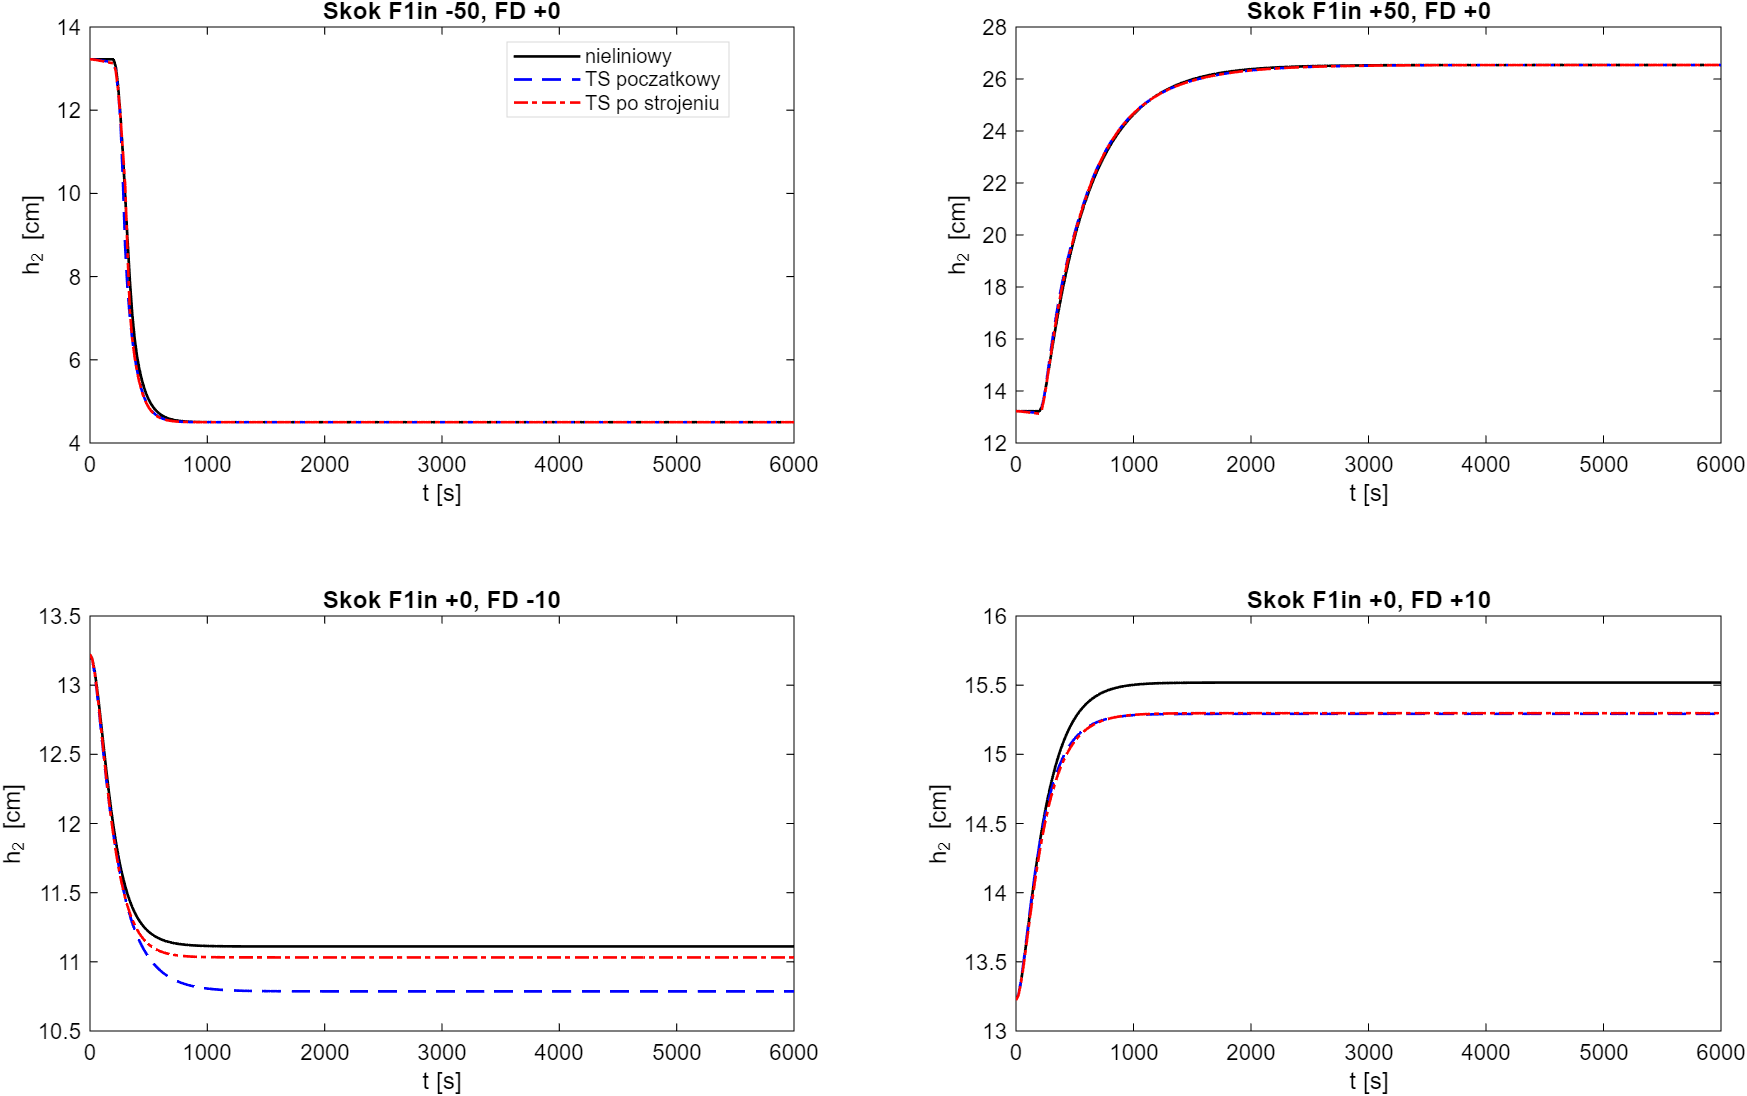 Skok F1in -50, FD +0
14
12
10
8
6
4
h₂ [cm]
nieliniowy
TS poczatkowy
TS po strojeniu
0 1000 2000 3000 4000 5000 6000
t [s]
Skok F1in +50, FD +0
28
26
24
22
20
18
16
14
12
h₂ [cm]
0 1000 2000 3000 4000 5000 6000
t [s]
Skok F1in +0, FD -10
13.5
13
12.5
12
11.5
11
10.5
h₂ [cm]
0 1000 2000 3000 4000 5000 6000
t [s]
Skok F1in +0, FD +10
16
15.5
15
14.5
14
13.5
13
h₂ [cm]
0 1000 2000 3000 4000 5000 6000
t [s]